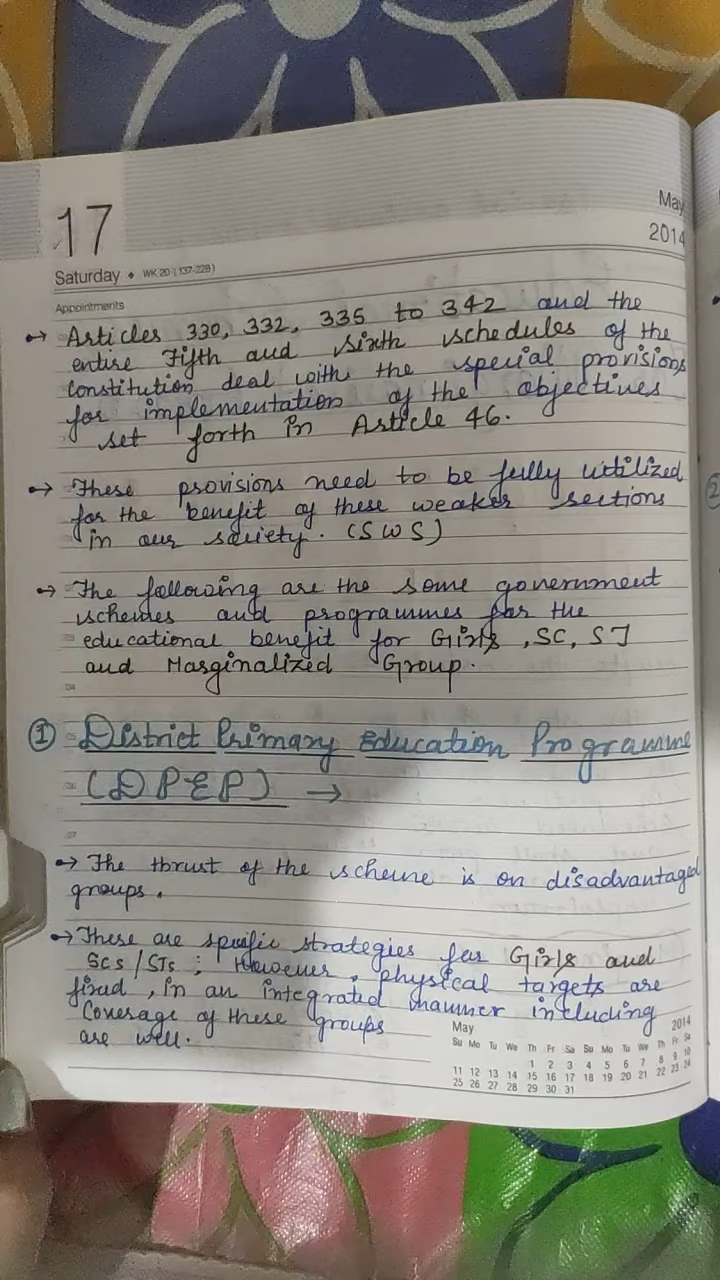 17
May
2014
Saturday • WK 20 (137-228)
Appointments
→ Articles 330, 332, 335 to 342 and the
entire Fifth and sixth schedules of the
Constitution deal with the special provisions
for implementation of the objectives
set forth in Article 46.
→ These provisions need to be fully utilized
for the benefit of these weaker sections
in our society. (SWS)
→ The following are the some government
schemes and programmes for the
educational benefit for Girls, SC, ST
and Marginalized Group.
① District Primary Education Programme
(DPEP) →
→ The thrust of the scheme is on disadvantaged
groups.
→ These are specific strategies for Girls and
SCs/STs; However, physical targets are
fixed, in an integrated manner including
Coverage of these groups
are well.
May 2014
Su Mo Tu We Th Fr Sa Su Mo Tu We Th Fr Sa
1 2 3 4 5 6 7 8 9 10
11 12 13 14 15 16 17 18 19 20 21 22 23 24
25 26 27 28 29 30 31
2